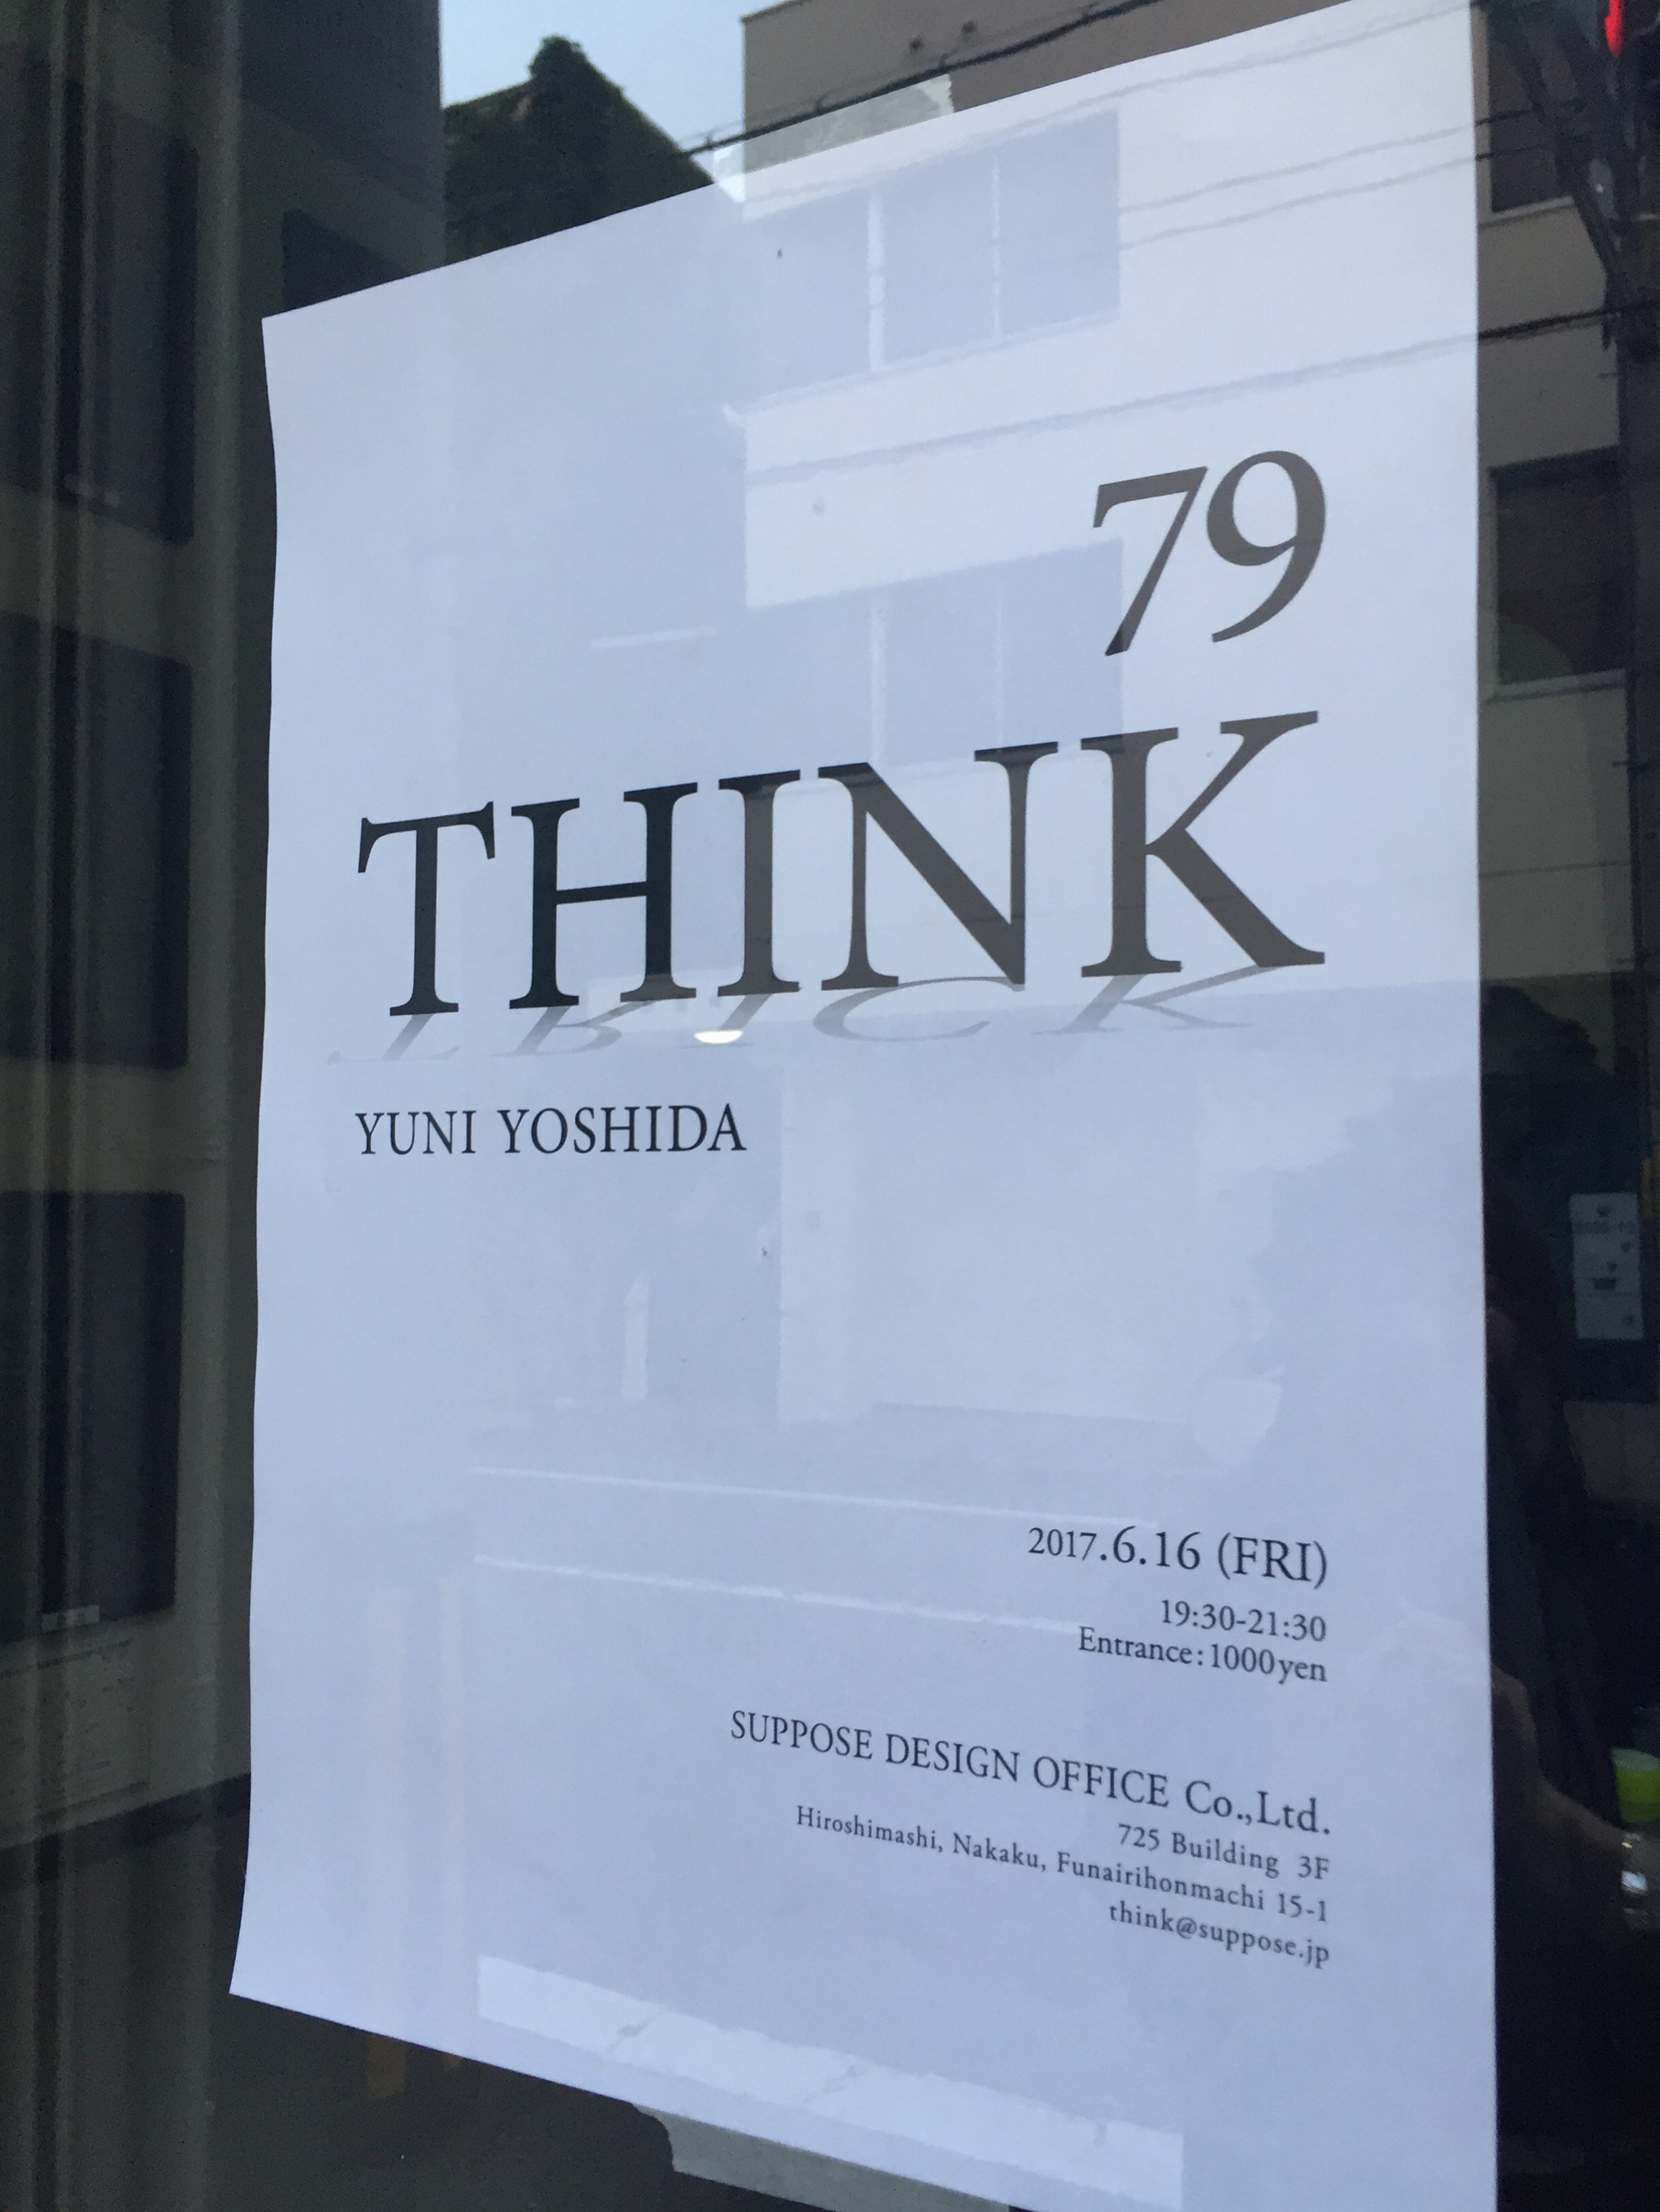 79
THINK
TRICK
YUNI YOSHIDA
2017.6.16 (FRI)
19:30-21:30
Entrance:1000yen
SUPPOSE DESIGN OFFICE Co.,Ltd.
725 Building 3F
Hiroshimashi, Nakaku, Funairihonmachi 15-1
think@suppose.jp